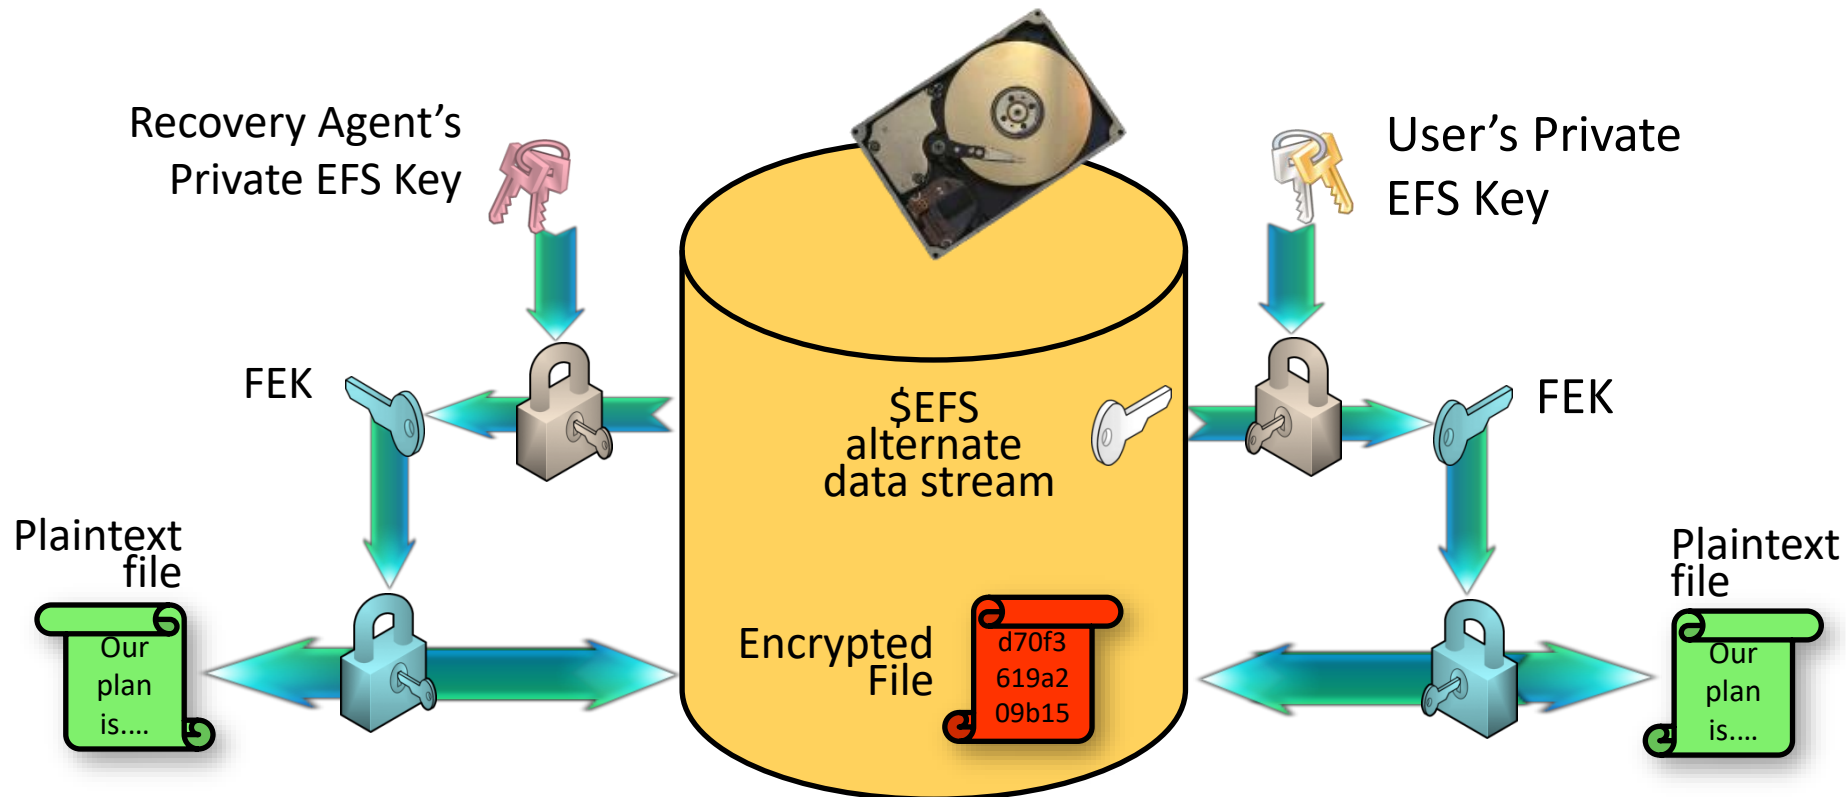 Recovery Agent’s
Private EFS Key
User’s Private
EFS Key
FEK
$EFS
alternate
data stream
FEK
Plaintext
file
Our
plan
is....
Encrypted
File
d70f3
619a2
09b15
Plaintext
file
Our
plan
is....